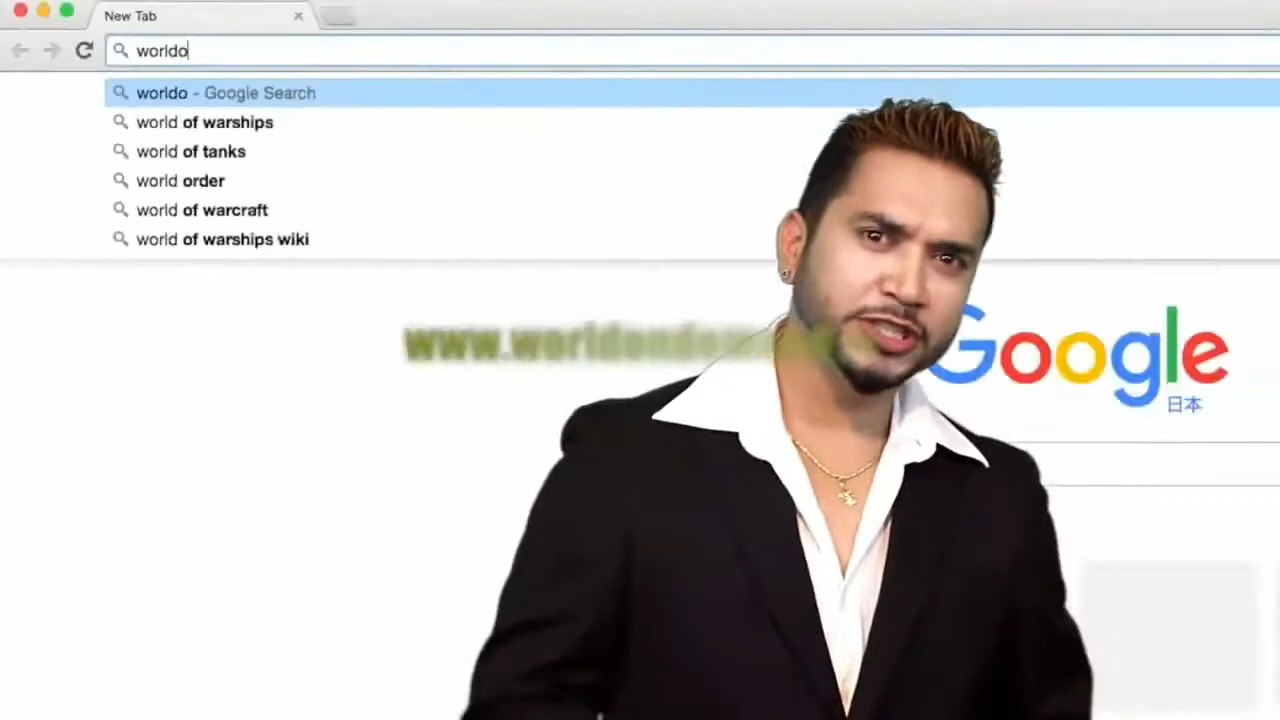 New Tab
worldo
worldo - Google Search
world of warships
world of tanks
world order
world of warcraft
world of warships wiki
Google
日本